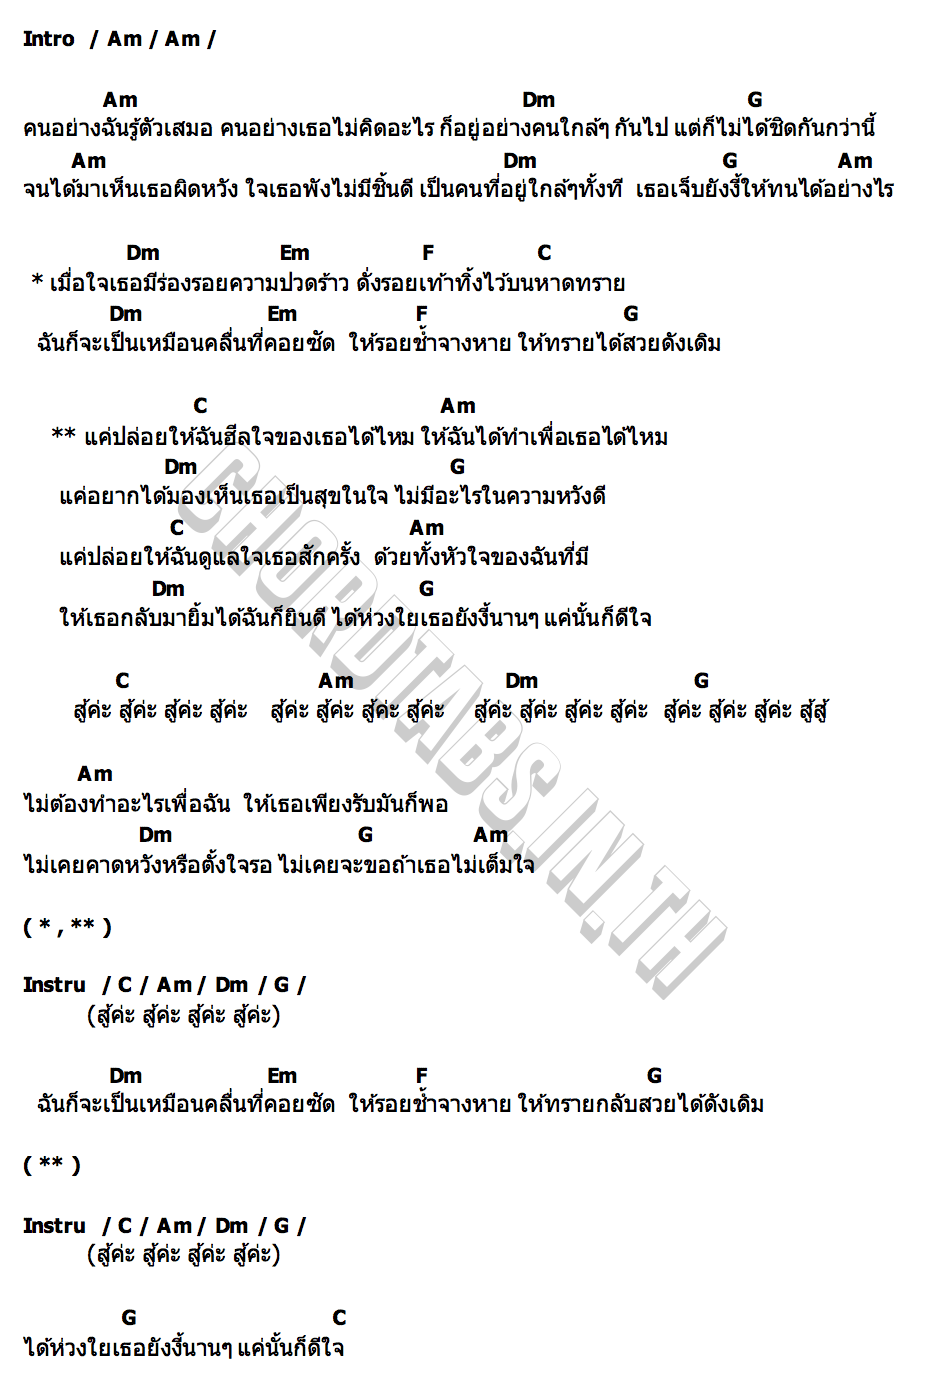 Intro / Am / Am /
Am Dm G
คนอย่างฉันรู้ตัวเสมอ คนอย่างเธอไม่คิดอะไร ก็อยู่อย่างคนใกล้ๆ กันไป แต่ก็ไม่ได้ชิดกันกว่านี้
Am Dm G Am
จนได้มาเห็นเธอผิดหวัง ใจเธอพังไม่มีชิ้นดี เป็นคนที่อยู่ใกล้ๆทั้งที เธอเจ็บยังงี้ให้ทนได้อย่างไร
Dm Em F C
* เมื่อใจเธอมีร่องรอยความปวดร้าว ดั่งรอยเท้าทิ้งไว้บนหาดทราย
Dm Em F G
ฉันก็จะเป็นเหมือนคลื่นที่คอยซัด ให้รอยช้ำจางหาย ให้ทรายได้สวยดังเดิม
C Am
** แค่ปล่อยให้ฉันฮีลใจของเธอได้ไหม ให้ฉันได้ทำเพื่อเธอได้ไหม
Dm G
แค่อยากได้มองเห็นเธอเป็นสุขในใจ ไม่มีอะไรในความหวังดี
C Am
แค่ปล่อยให้ฉันดูแลใจเธอสักครั้ง ด้วยทั้งหัวใจของฉันที่มี
Dm G
ให้เธอกลับมายิ้มได้ฉันก็ยินดี ได้ห่วงใยเธอยังงี้นานๆ แค่นั้นก็ดีใจ
C Am Dm G
สู้ค่ะ สู้ค่ะ สู้ค่ะ สู้ค่ะ สู้ค่ะ สู้ค่ะ สู้ค่ะ สู้ค่ะ สู้ค่ะ สู้ค่ะ สู้ค่ะ สู้ค่ะ สู้ค่ะ สู้ค่ะ สู้ค่ะ สู้สู้
Am
ไม่ต้องทำอะไรเพื่อฉัน ให้เธอเพียงรับมันก็พอ
Dm G Am
ไม่เคยคาดหวังหรือตั้งใจรอ ไม่เคยจะขอถ้าเธอไม่เต็มใจ
( * , ** )
Instru / C / Am / Dm / G /
(สู้ค่ะ สู้ค่ะ สู้ค่ะ สู้ค่ะ)
Dm Em F G
ฉันก็จะเป็นเหมือนคลื่นที่คอยซัด ให้รอยช้ำจางหาย ให้ทรายกลับสวยได้ดังเดิม
( ** )
Instru / C / Am / Dm / G /
(สู้ค่ะ สู้ค่ะ สู้ค่ะ สู้ค่ะ)
G C
ได้ห่วงใยเธอยังงี้นานๆ แค่นั้นก็ดีใจ
CHORDTABS.IN.TH